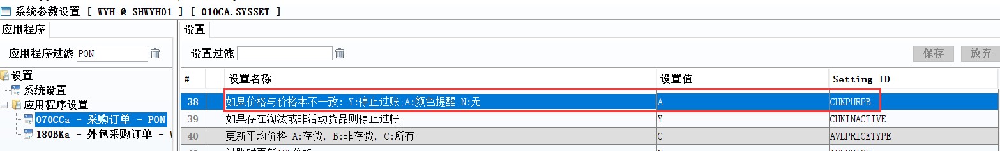 系统参数设置 [ WYH @ SHWYH01 ] [ 010CA.SYSSET ]
应用程序
设置
应用程序过滤 PON
设置过滤
保存
放弃
设置
系统设置
应用程序设置
070CCa - 采购订单 - PON
180BKa - 外包采购订单 -
# 设置名称 设置值 Setting ID
38 如果价格与价格本不一致: Y:停止过账;A:颜色提醒 N:无 A CHKPURPB
39 如果存在淘汰或非活动货品则停止过帐 Y CHKINACTIVE
40 更新平均价格 A:存货, B:非存货, C:所有 C AVLPRICETYPE